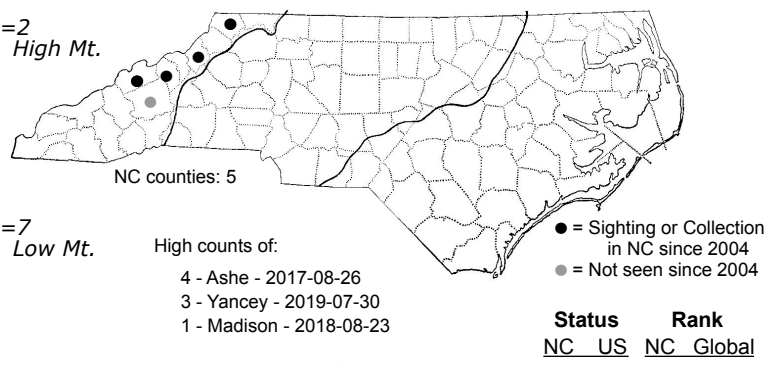 =2
High Mt.
NC counties: 5
=7
Low Mt.
High counts of:
4 - Ashe - 2017-08-26
3 - Yancey - 2019-07-30
1 - Madison - 2018-08-23
● = Sighting or Collection
in NC since 2004
● = Not seen since 2004
Status Rank
NC US NC Global